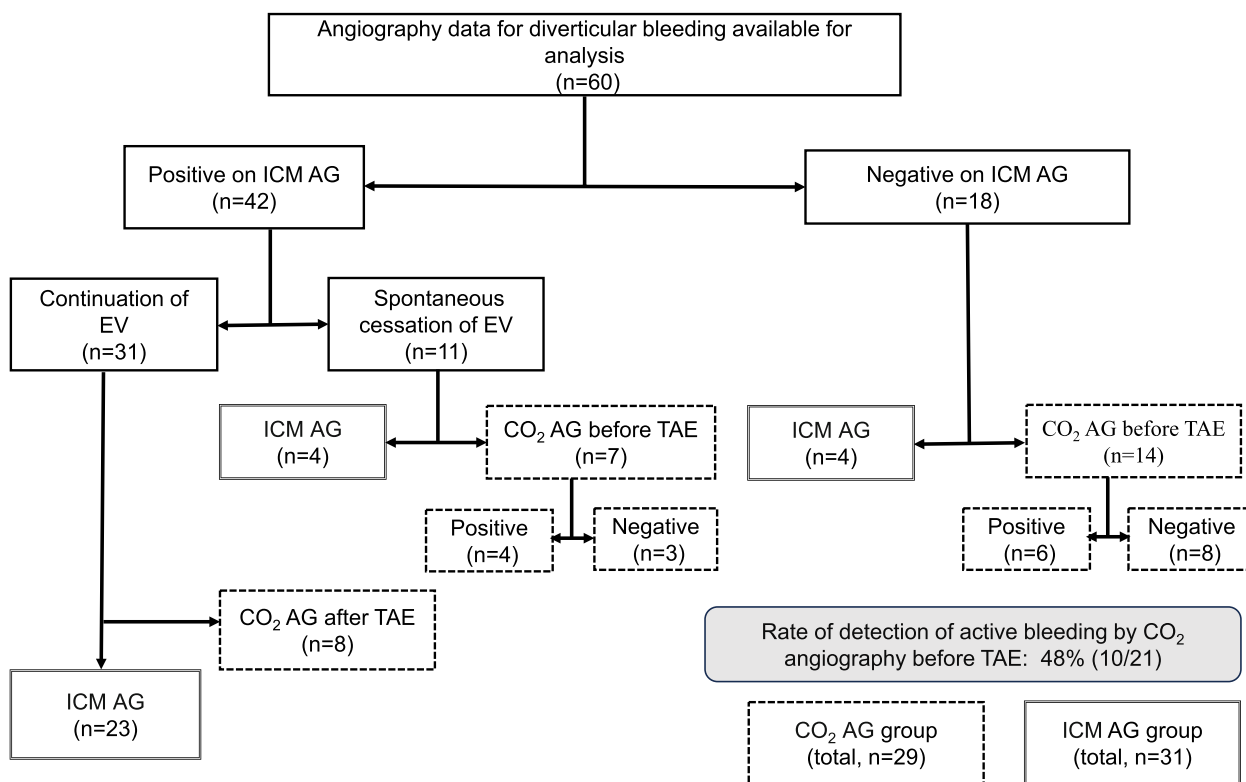 Angiography data for diverticular bleeding available for
analysis
(n=60)
Positive on ICM AG
(n=42)
Negative on ICM AG
(n=18)
Continuation of
EV
(n=31)
Spontaneous
cessation of EV
(n=11)
ICM AG
(n=4)
CO₂ AG before TAE
(n=7)
ICM AG
(n=4)
CO₂ AG before TAE
(n=14)
Positive
(n=4)
Negative
(n=3)
Positive
(n=6)
Negative
(n=8)
CO₂ AG after TAE
(n=8)
Rate of detection of active bleeding by CO₂
angiography before TAE: 48% (10/21)
ICM AG
(n=23)
CO₂ AG group
(total, n=29)
ICM AG group
(total, n=31)